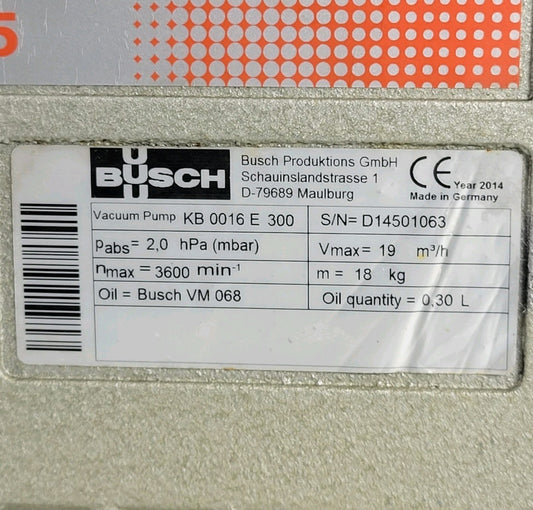 5
BUSCH
Busch Produktions GmbH
Schauinslandstrasse 1
D-79689 Maulburg
CE Year 2014
Made in Germany
Vacuum Pump KB 0016 E 300
S/N= D14501063
pabs= 2,0 hPa (mbar)
Vmax= 19 m³/h
nmax = 3600 min⁻¹
m = 18 kg
Oil = Busch VM 068
Oil quantity = 0,30 L